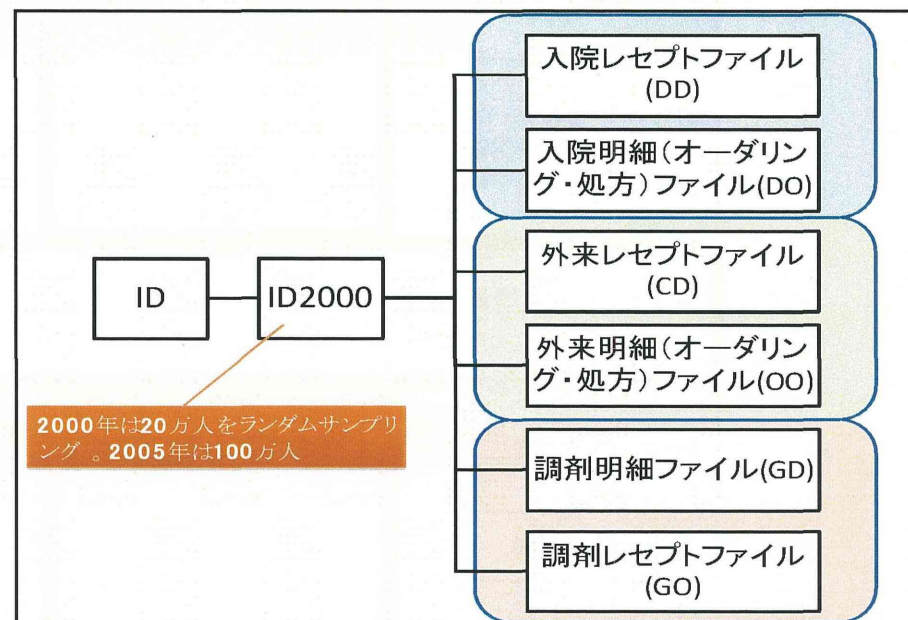 入院レセプトファイル
(DD)
入院明細(オーダリン
グ・処方)ファイル(DO)
外来レセプトファイル
(CD)
ID
ID2000
外来明細(オーダリン
グ・処方)ファイル(OO)
2000年は20万人をランダムサンプリ
ング 。2005年は100万人
調剤明細ファイル(GD)
調剤レセプトファイル
(GO)